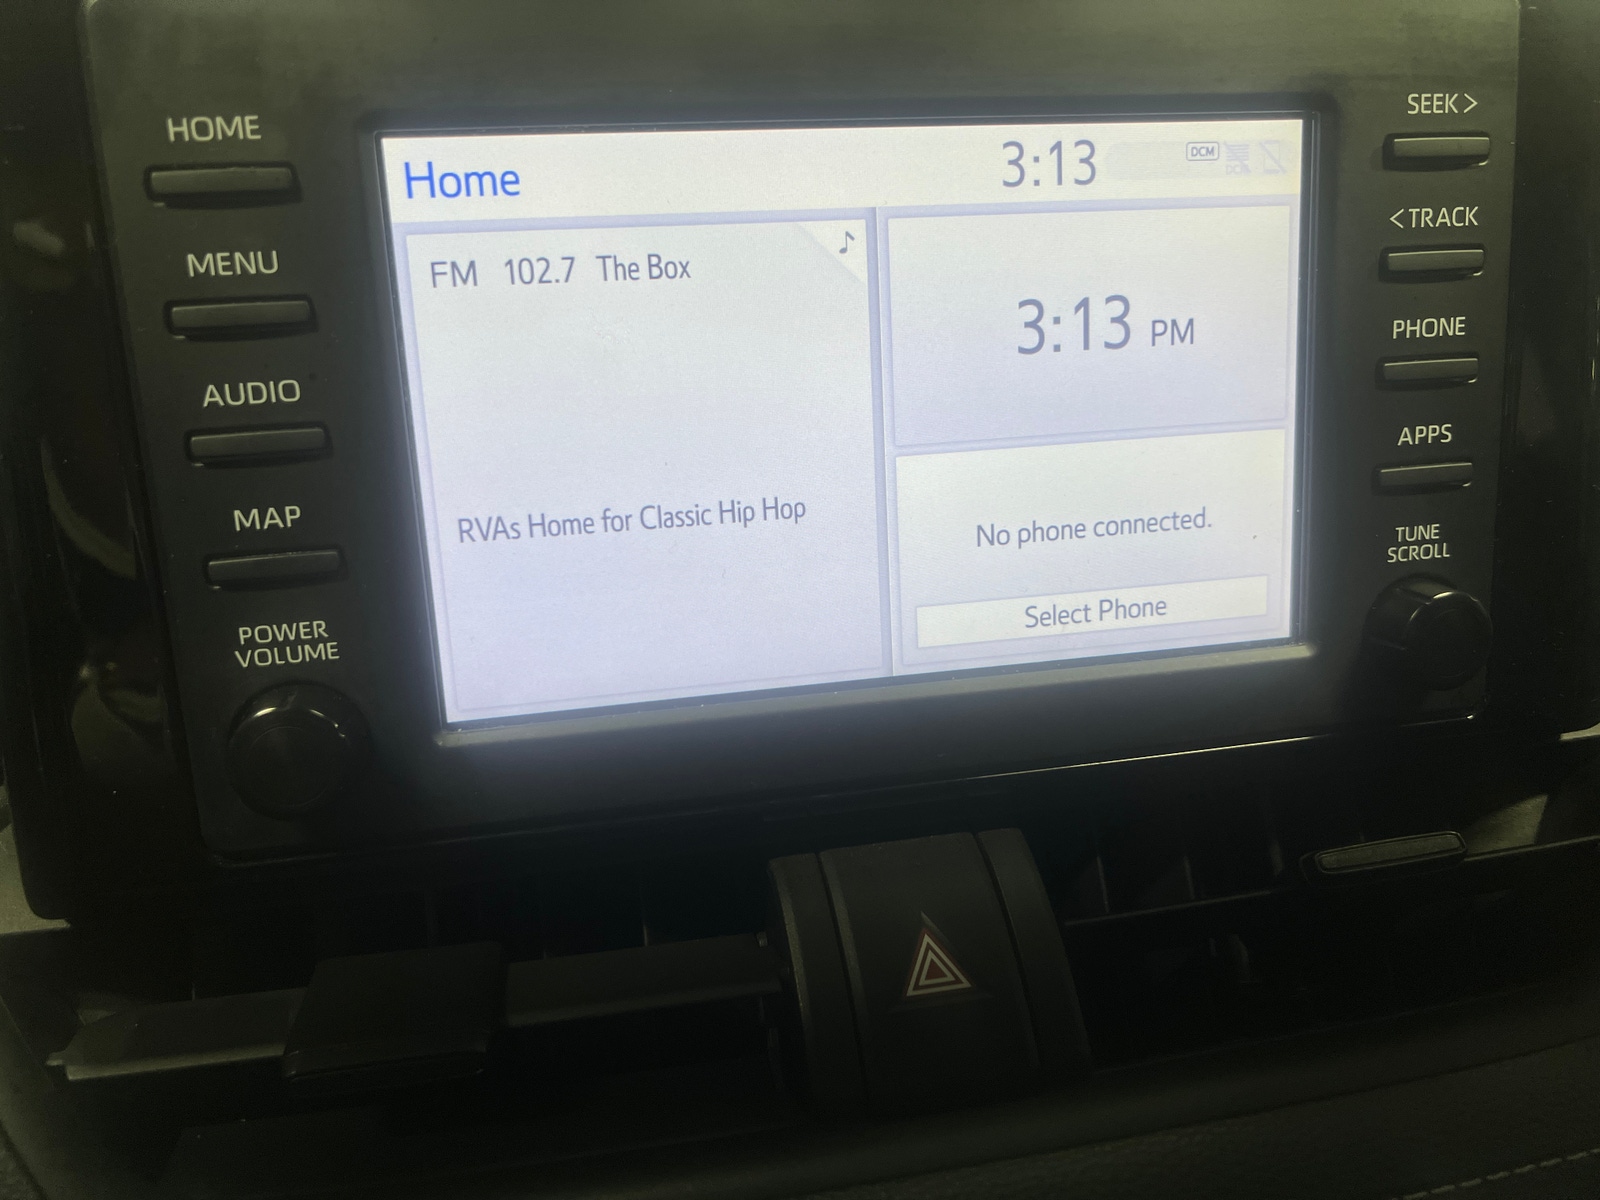 HOME
MENU
AUDIO
MAP
POWER
VOLUME
Home
3:13
DCM
FM 102.7 The Box
RVAs Home for Classic Hip Hop
3:13 PM
No phone connected.
Select Phone
SEEK>
<TRACK
PHONE
APPS
TUNE
SCROLL